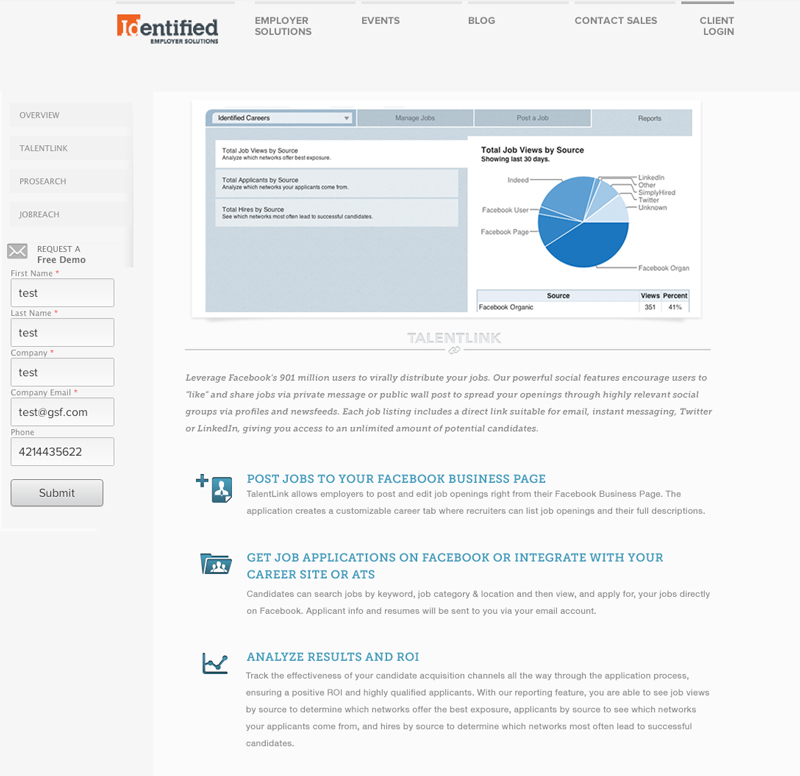 Identified
EMPLOYER SOLUTIONS
EMPLOYER
SOLUTIONS
EVENTS
BLOG
CONTACT SALES
CLIENT
LOGIN
OVERVIEW
TALENTLINK
PROSEARCH
JOBREACH
REQUEST A
Free Demo
First Name *
test
Last Name *
test
Company *
test
Company Email *
test@gsf.com
Phone
4214435622
Submit
Identified Careers
Manage Jobs
Post a Job
Reports
Total Job Views by Source
Analyze which networks offer best exposure.
Total Applicants by Source
Analyze which networks your applicants come from.
Total Hires by Source
See which networks most often lead to successful candidates.
Total Job Views by Source
Showing last 30 days.
Indeed
Facebook User
Facebook Page
LinkedIn
Other
SimplyHired
Twitter
Unknown
Facebook Organ
Source Views Percent
Facebook Organic 351 41%
TALENTLINK
Leverage Facebook's 901 million users to virally distribute your jobs. Our powerful social features encourage users to
"like" and share jobs via private message or public wall post to spread your openings through highly relevant social
groups via profiles and newsfeeds. Each job listing includes a direct link suitable for email, instant messaging, Twitter
or LinkedIn, giving you access to an unlimited amount of potential candidates.
POST JOBS TO YOUR FACEBOOK BUSINESS PAGE
TalentLink allows employers to post and edit job openings right from their Facebook Business Page. The
application creates a customizable career tab where recruiters can list job openings and their full descriptions.
GET JOB APPLICATIONS ON FACEBOOK OR INTEGRATE WITH YOUR
CAREER SITE OR ATS
Candidates can search jobs by keyword, job category & location and then view, and apply for, your jobs directly
on Facebook. Applicant info and resumes will be sent to you via your email account.
ANALYZE RESULTS AND ROI
Track the effectiveness of your candidate acquisition channels all the way through the application process,
ensuring a positive ROI and highly qualified applicants. With our reporting feature, you are able to see job views
by source to determine which networks offer the best exposure, applicants by source to see which networks
your applicants come from, and hires by source to determine which networks most often lead to successful
candidates.